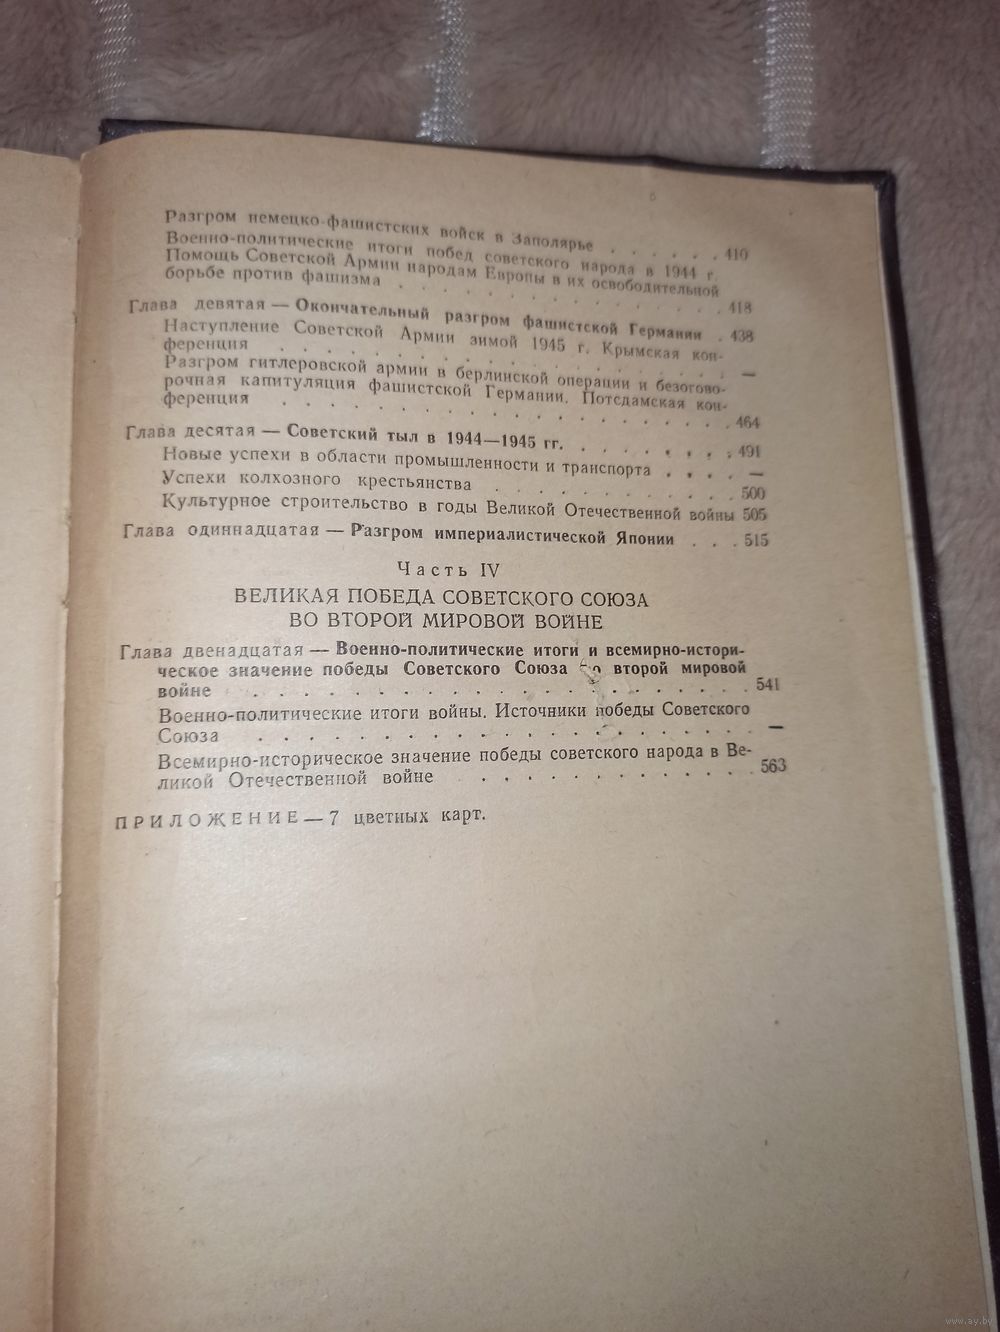 Разгром немецко-фашистских войск в Заполярье . . . . . . 410
Военно-политические итоги побед советского народа в 1944 г.
Помощь Советской Армии народам Европы в их освободительной
борьбе против фашизма . . . . . . . . . . . . . . 418
Глава девятая — Окончательный разгром фашистской Германии . 438
Наступление Советской Армии зимой 1945 г. Крымская кон-
ференция . . . . . . . . . . . . . . . . . . —
Разгром гитлеровской армии в берлинской операции и безогово-
рочная капитуляция фашистской Германии. Потсдамская кон-
ференция . . . . . . . . . . . . . . . . . . 464
Глава десятая — Советский тыл в 1944—1945 гг. . . . . . . 491
Новые успехи в области промышленности и транспорта . . . . —
Успехи колхозного крестьянства . . . . . . . . . . . 500
Культурное строительство в годы Великой Отечественной войны 505
Глава одиннадцатая — Разгром империалистической Японии . . . 515
Часть IV
ВЕЛИКАЯ ПОБЕДА СОВЕТСКОГО СОЮЗА
ВО ВТОРОЙ МИРОВОЙ ВОЙНЕ
Глава двенадцатая — Военно-политические итоги и всемирно-истори-
ческое значение победы Советского Союза во второй мировой
войне . . . . . . . . . . . . . . . . . . . . 541
Военно-политические итоги войны. Источники победы Советского
Союза . . . . . . . . . . . . . . . . . . . . —
Всемирно-историческое значение победы советского народа в Ве-
ликой Отечественной войне . . . . . . . . . . . . 563
ПРИЛОЖЕНИЕ — 7 цветных карт.
www.ay.by